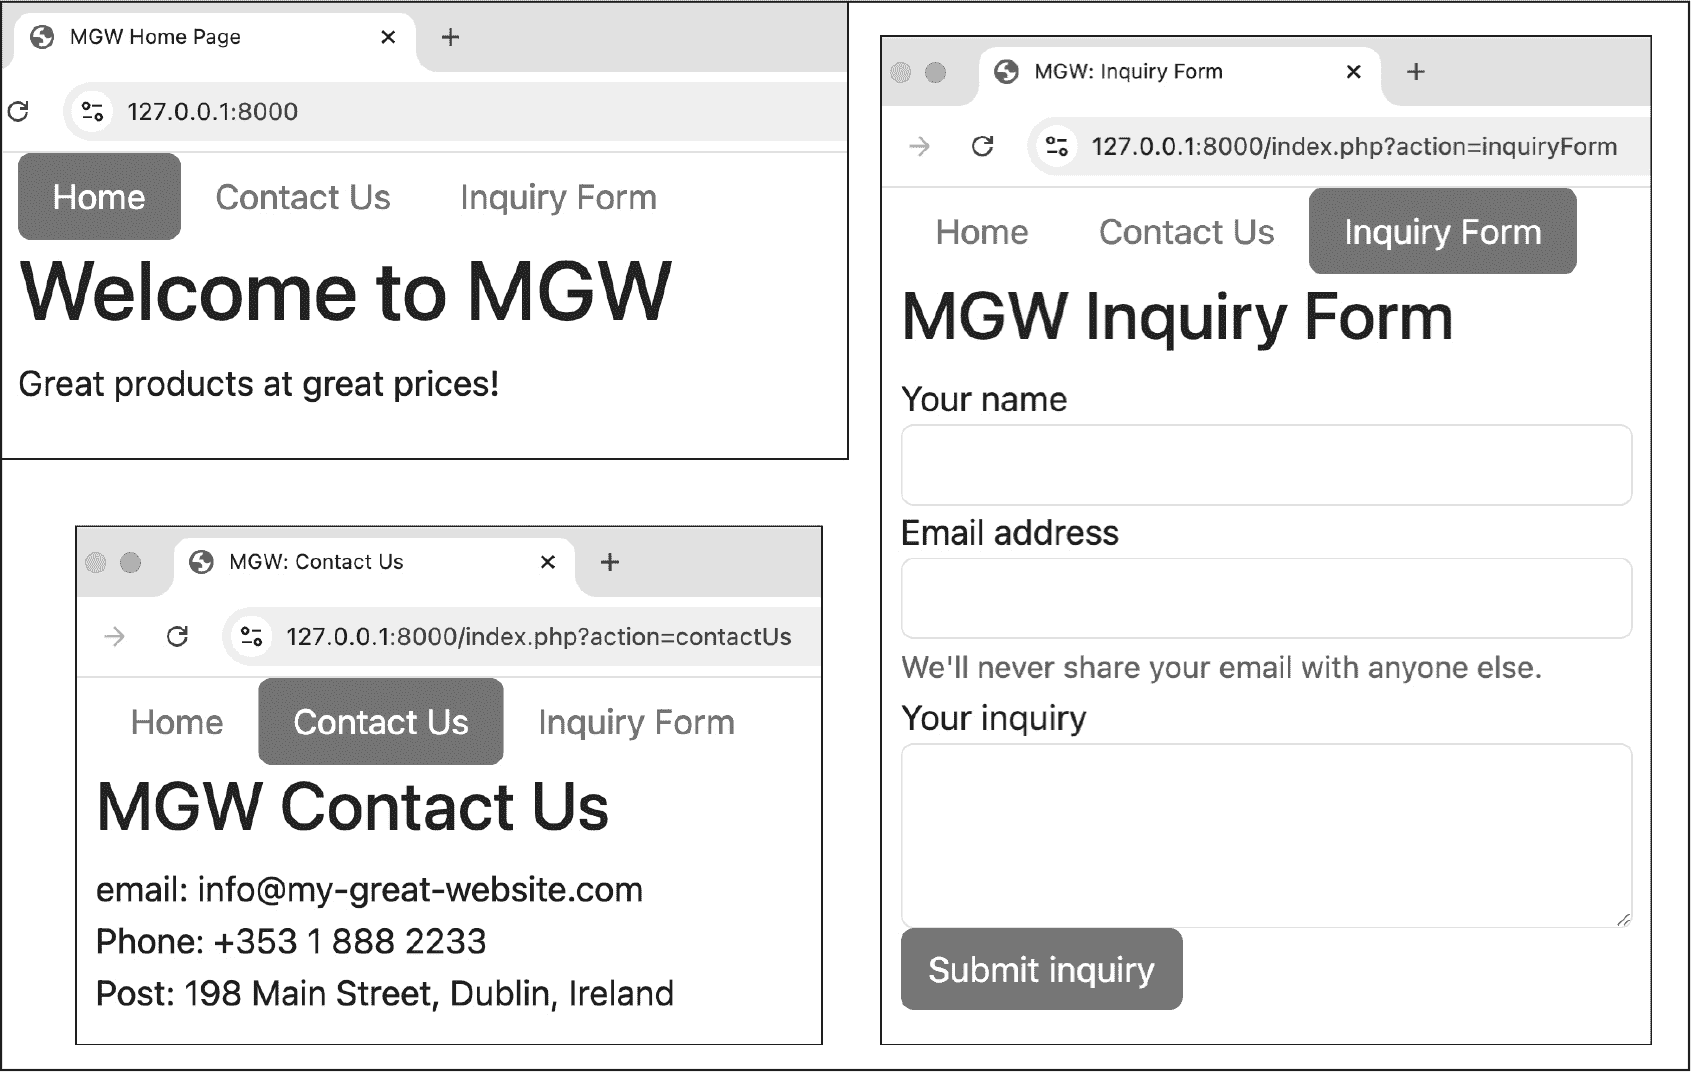 MGW Home Page
127.0.0.1:8000
Home Contact Us Inquiry Form
Welcome to MGW
Great products at great prices!
MGW: Contact Us
127.0.0.1:8000/index.php?action=contactUs
Home Contact Us Inquiry Form
MGW Contact Us
email: info@my-great-website.com
Phone: +353 1 888 2233
Post: 198 Main Street, Dublin, Ireland
MGW: Inquiry Form
127.0.0.1:8000/index.php?action=inquiryForm
Home Contact Us Inquiry Form
MGW Inquiry Form
Your name
Email address
We'll never share your email with anyone else.
Your inquiry
Submit inquiry